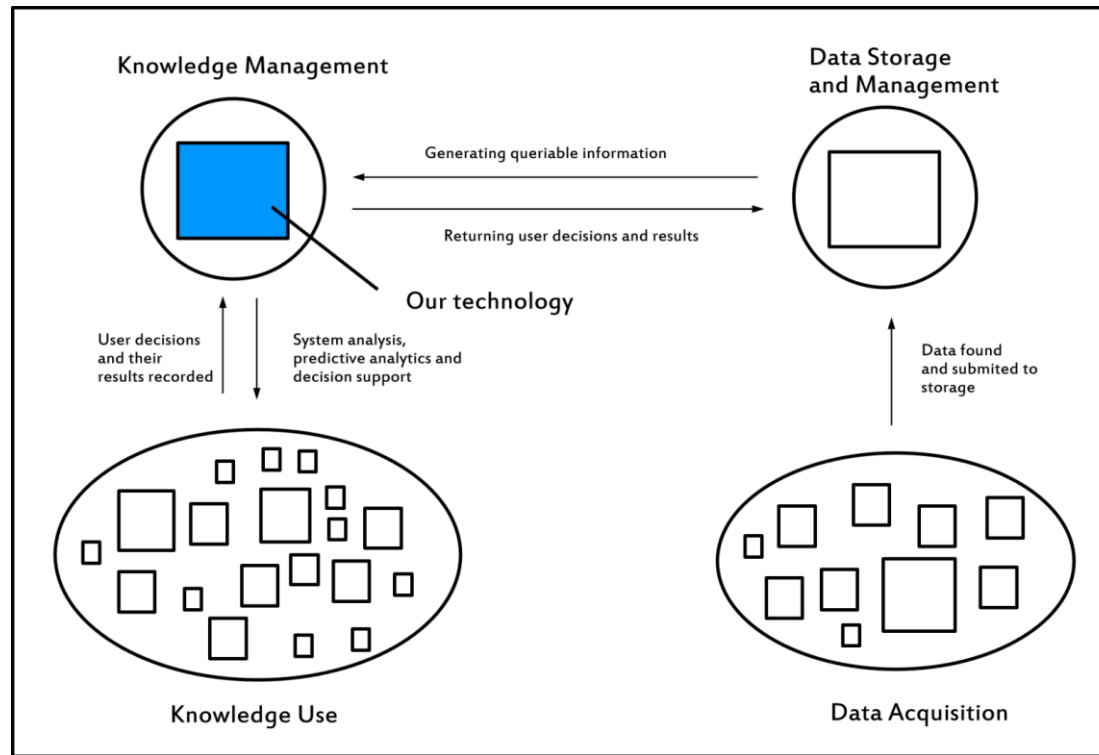 Knowledge Management
Data Storage
and Management
Generating queriable information
Returning user decisions and results
Our technology
User decisions
and their
results recorded
System analysis,
predictive analytics and
decision support
Data found
and submited to
storage
Knowledge Use
Data Acquisition